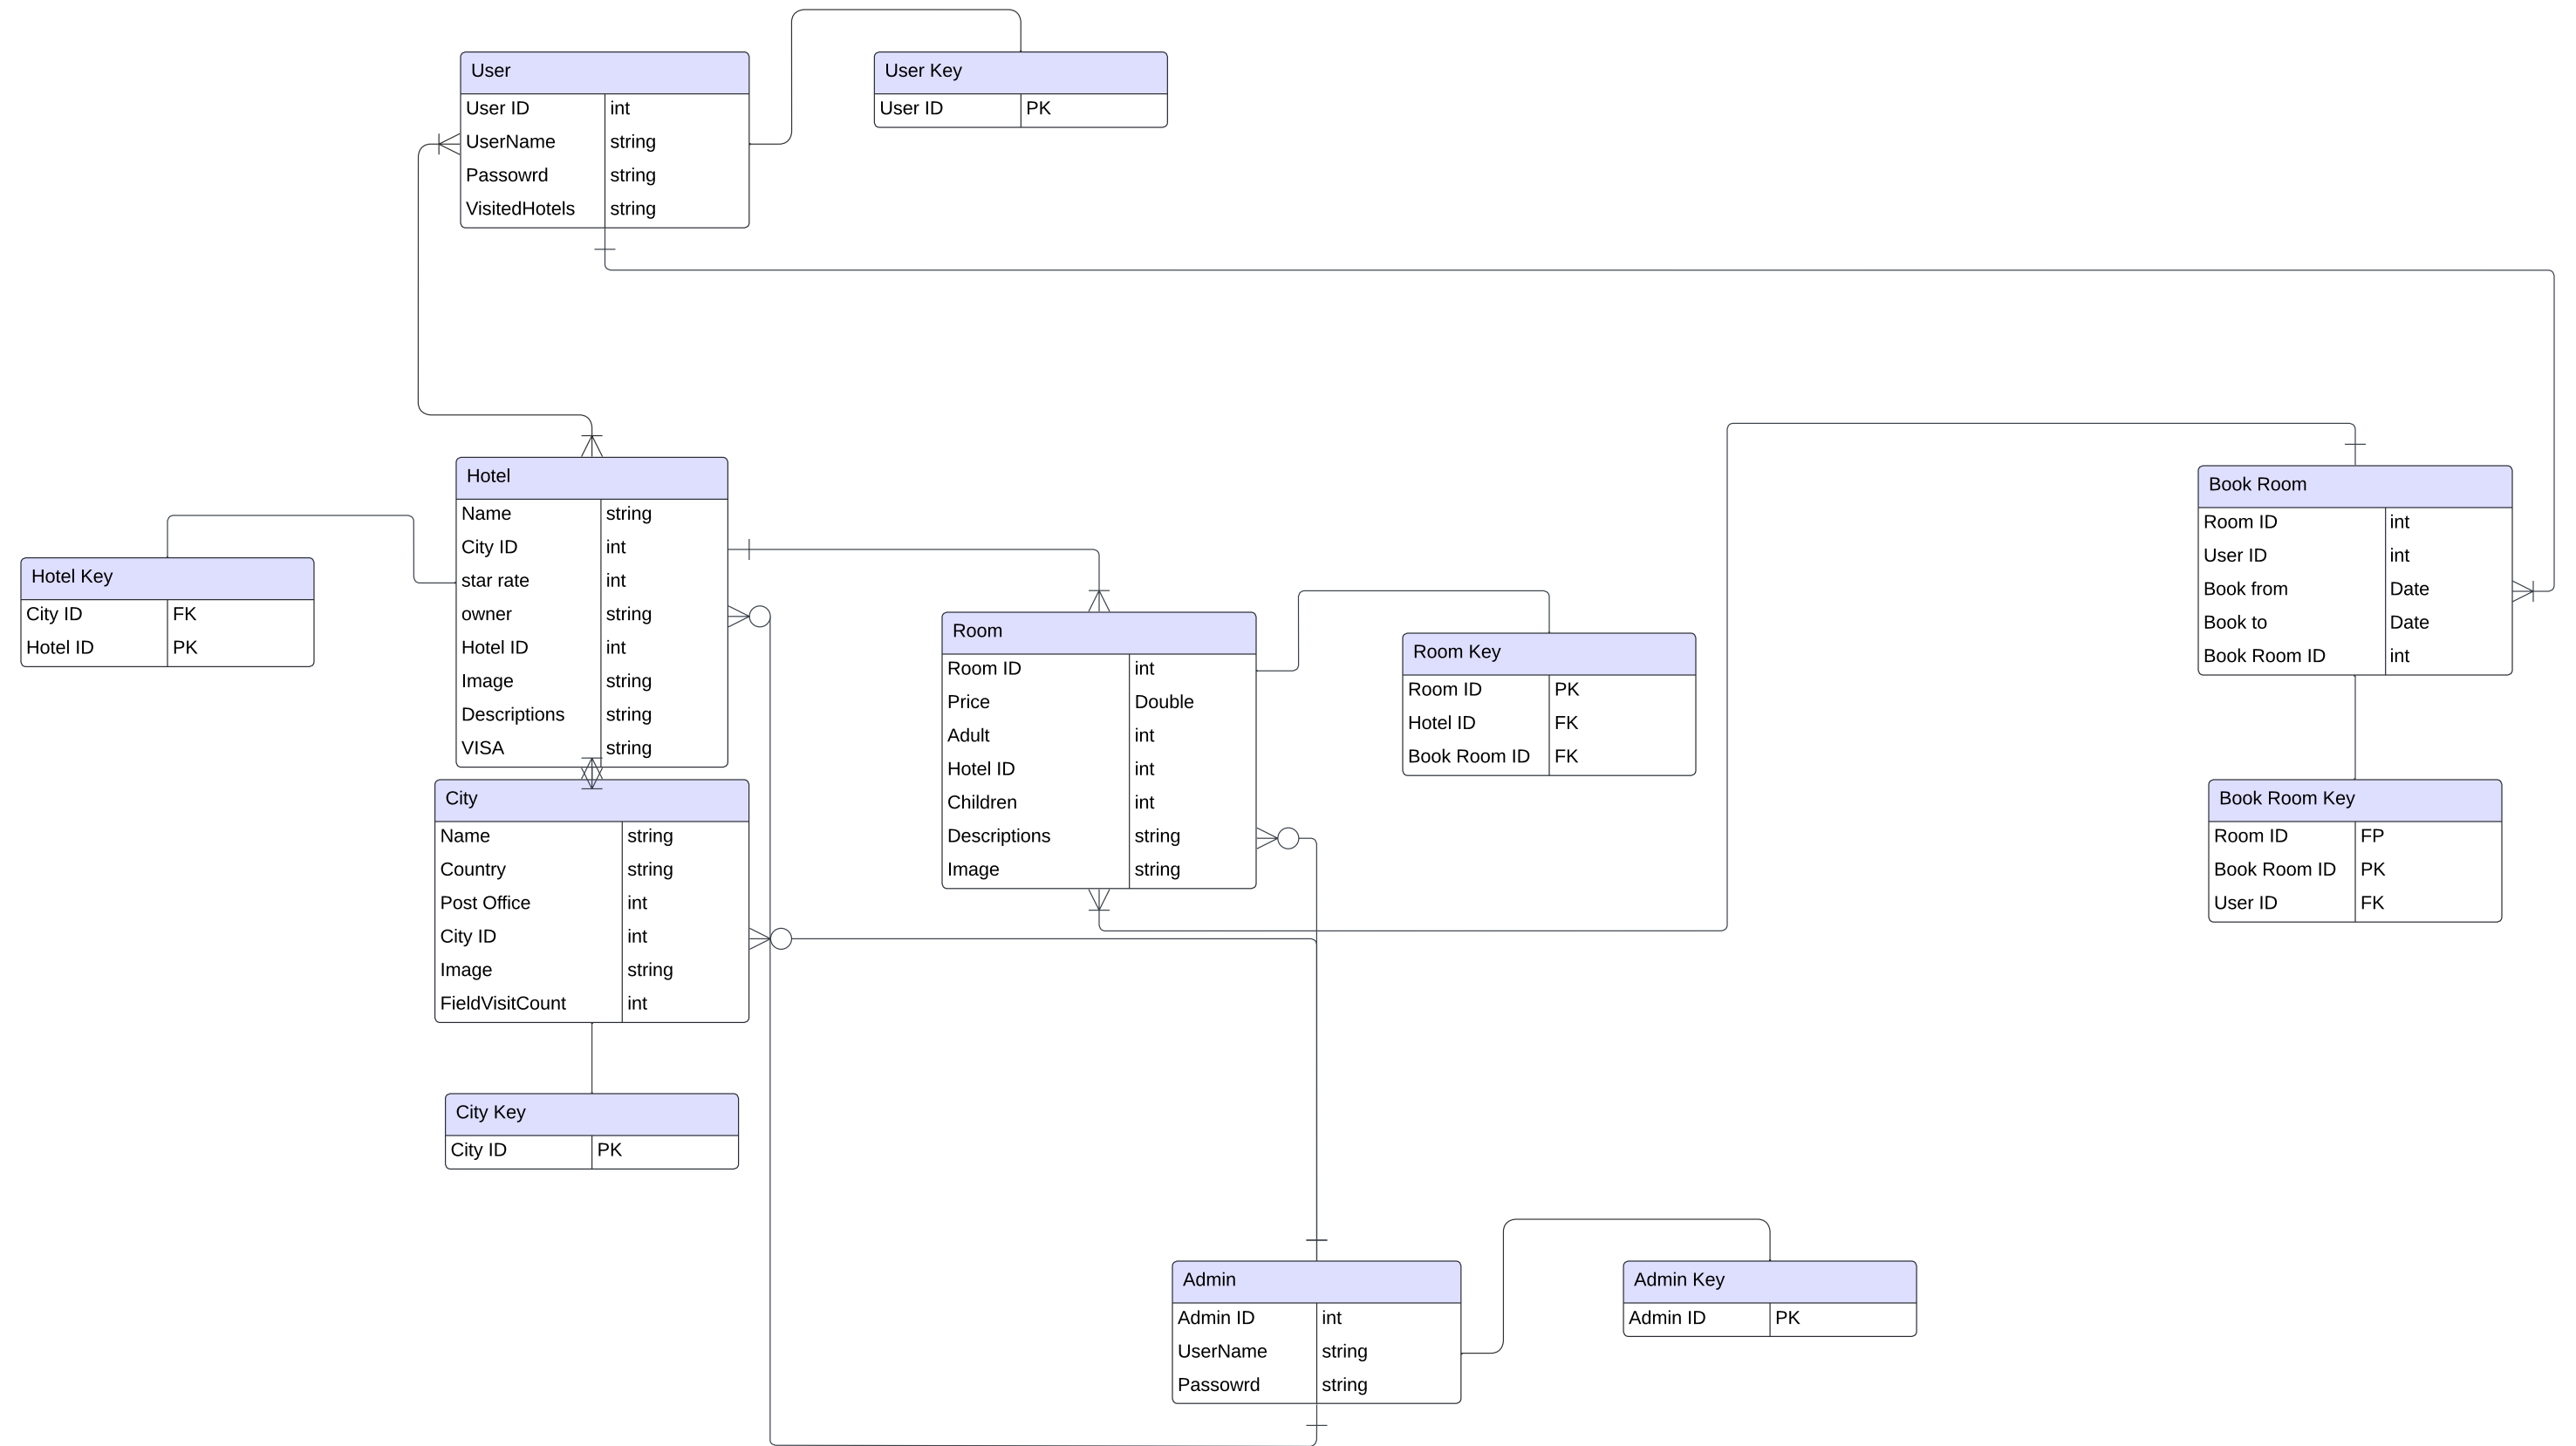 User
User ID int
UserName string
Passowrd string
VisitedHotels string
User Key
User ID PK
Hotel
Name string
City ID int
star rate int
owner string
Hotel ID int
Image string
Descriptions string
VISA string
Hotel Key
City ID FK
Hotel ID PK
Room
Room ID int
Price Double
Adult int
Hotel ID int
Children int
Descriptions string
Image string
Room Key
Room ID PK
Hotel ID FK
Book Room ID FK
Book Room
Room ID int
User ID int
Book from Date
Book to Date
Book Room ID int
Book Room Key
Room ID FP
Book Room ID PK
User ID FK
City
Name string
Country string
Post Office int
City ID int
Image string
FieldVisitCount int
City Key
City ID PK
Admin
Admin ID int
UserName string
Passowrd string
Admin Key
Admin ID PK